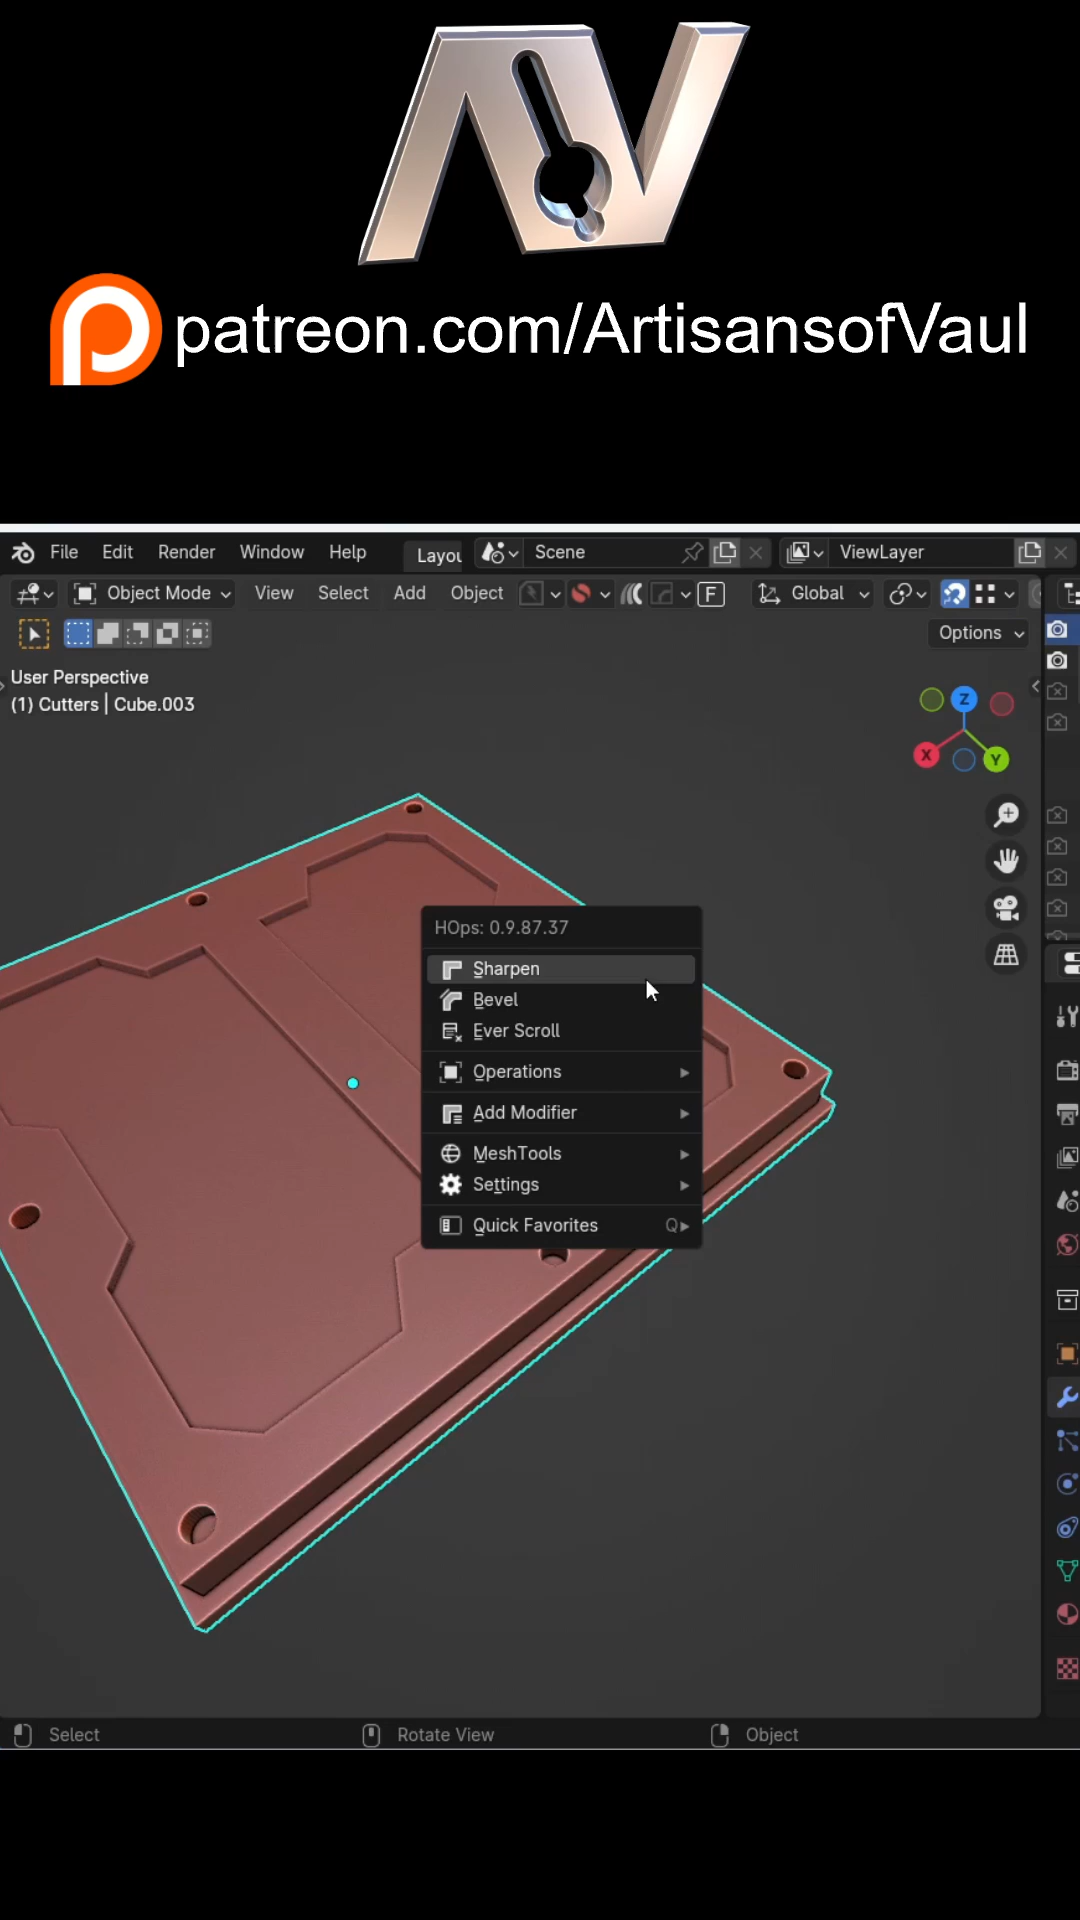 patreon.com/ArtisansofVaul
File Edit Render Window Help Layou Scene ViewLayer
Object Mode View Select Add Object F Global
Options
User Perspective
(1) Cutters | Cube.003
Z
X
Y
HOps: 0.9.87.37
Sharpen
Bevel
Ever Scroll
Operations
Add Modifier
MeshTools
Settings
Quick Favorites Q
Select Rotate View Object